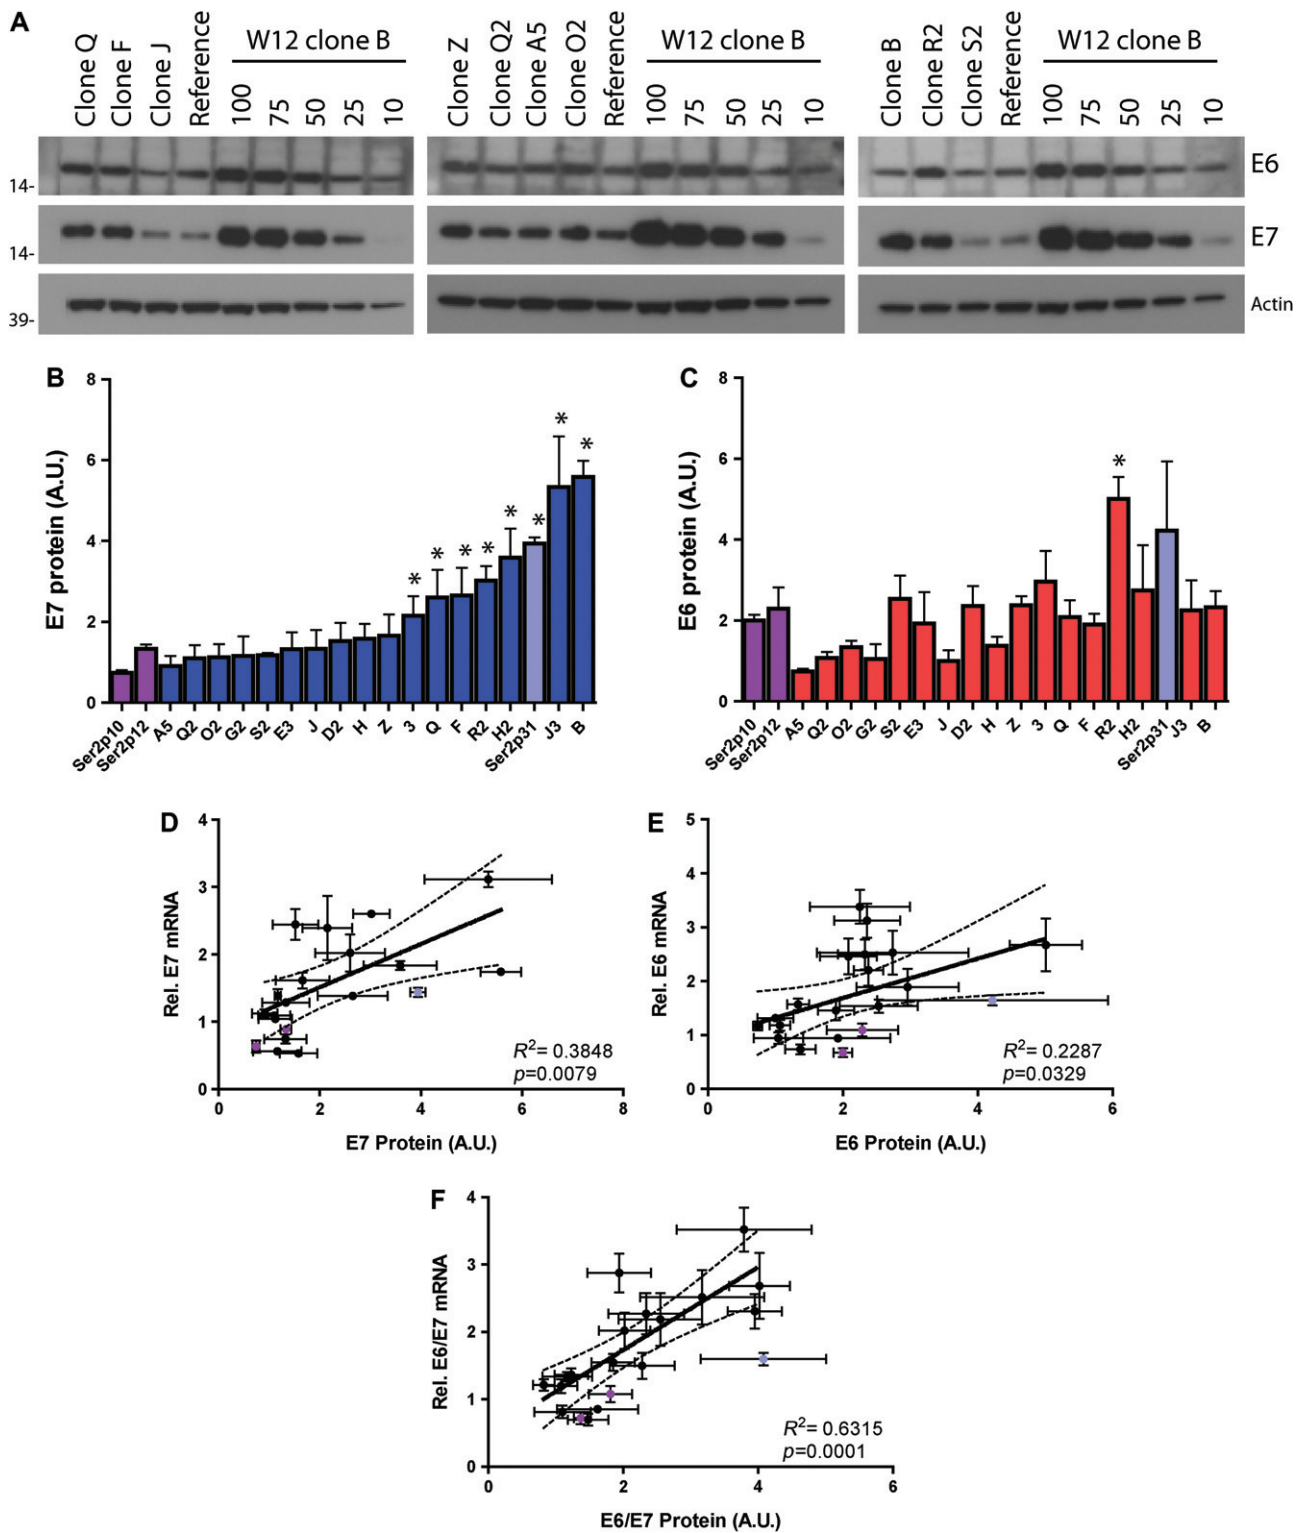 A
Clone Q
Clone F
Clone J
Reference
W12 clone B
100
75
50
25
10
Clone Z
Clone Q2
Clone A5
Clone O2
Reference
W12 clone B
100
75
50
25
10
Clone B
Clone R2
Clone S2
Reference
W12 clone B
100
75
50
25
10
14-
E6
14-
E7
39-
Actin
B
E7 protein (A.U.)
8
6
4
2
0
* * * * * * * *
Ser2p10 Ser2p12 A5 Q2 O2 G2 S2 E3 J D2 H Z 3 Q F R2 H2 Ser2p31 J3 B
C
E6 protein (A.U.)
8
6
4
2
0
*
Ser2p10 Ser2p12 A5 Q2 O2 G2 S2 E3 J D2 H Z 3 Q F R2 H2 Ser2p31 J3 B
D
Rel. E7 mRNA
4
3
2
1
0
R2= 0.3848
p=0.0079
0 2 4 6 8
E7 Protein (A.U.)
E
Rel. E6 mRNA
5
4
3
2
1
0
R2= 0.2287
p=0.0329
0 2 4 6
E6 Protein (A.U.)
F
Rel. E6/E7 mRNA
4
3
2
1
0
R2= 0.6315
p=0.0001
0 2 4 6
E6/E7 Protein (A.U.)